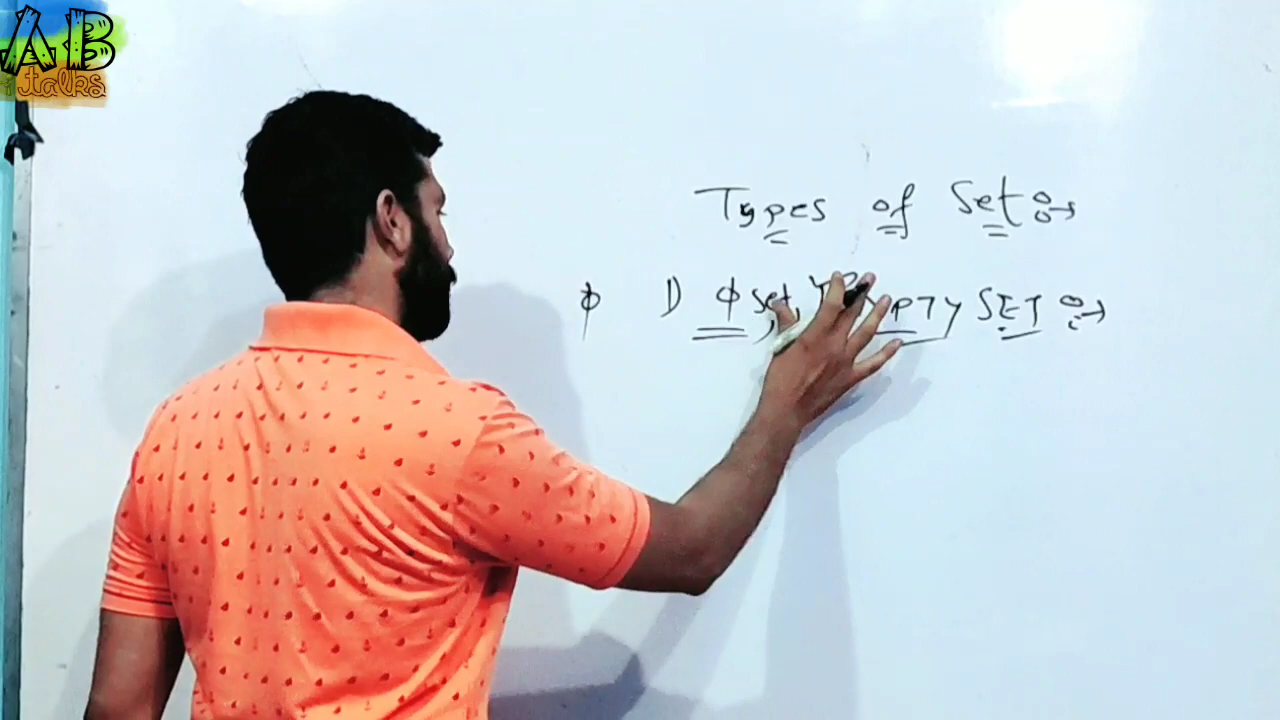 AB
talks
Types of Set :→
ϕ 1) ϕ Set, EMPTY SET :→